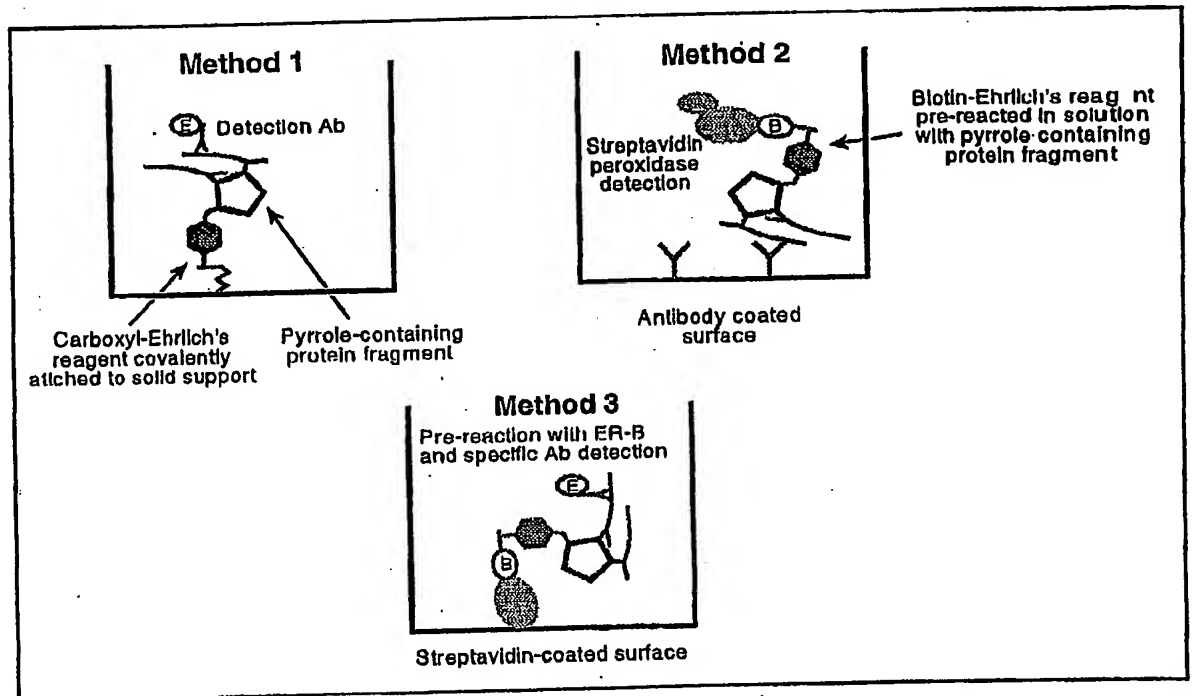 Method 1
E
Detection Ab
Carboxyl-Ehrlich's
reagent covalently
attched to solid support
Pyrrole-containing
protein fragment
Method 2
Streptavidin
peroxidase
detection
B
Biotin-Ehrlich's reag nt
pre-reacted in solution
with pyrrole-containing
protein fragment
Antibody coated
surface
Method 3
Pre-reaction with ER-B
and specific Ab detection
E
B
Streptavidin-coated surface